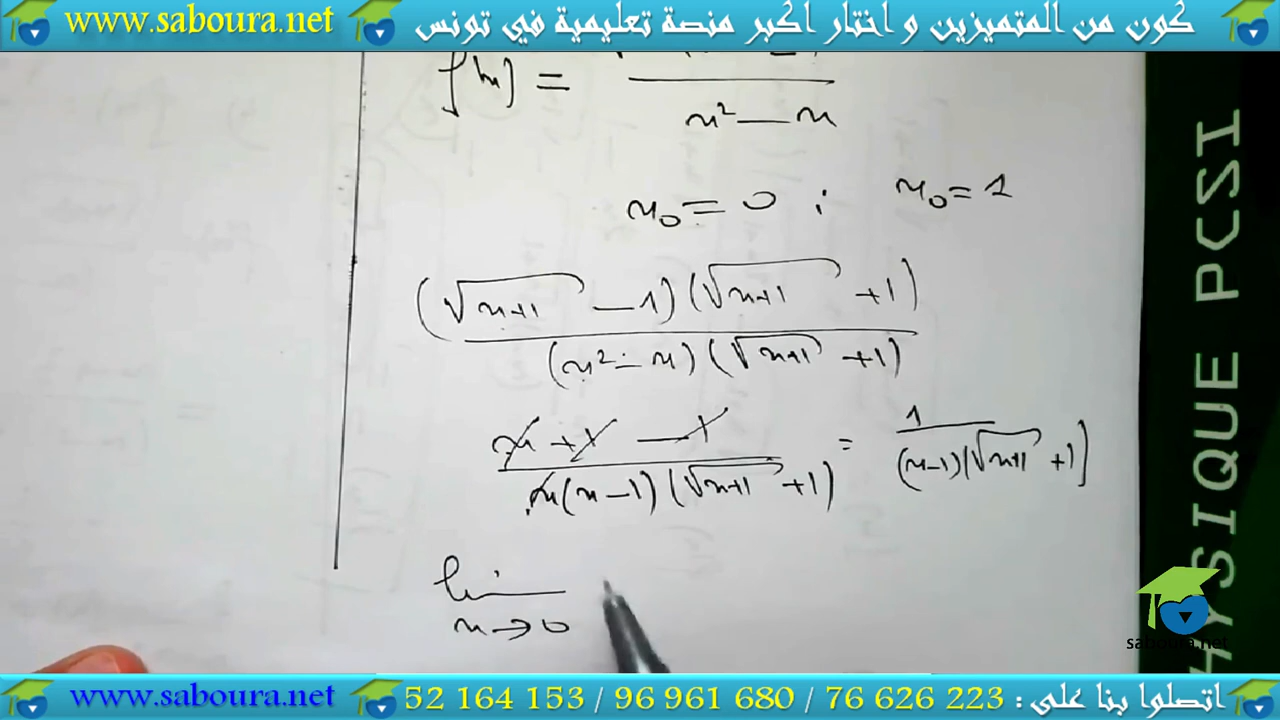 www.saboura.net كون من المتميزين و اختار اكبر منصة تعليمية في تونس
f(x) =
x² — x
x₀ = 0 ; x₀ = 1
(√x+1 — 1)(√x+1 +1)
(x² - x)(√x+1 +1)
x + 1 — 1 = 1
x(x-1)(√x+1 +1) (x-1)(√x+1 +1)
lim
x → 0
PHYSIQUE PCSI
saboura.net
www.saboura.net اتصلوا بنا على : 223 626 76 / 680 961 96 / 153 164 52